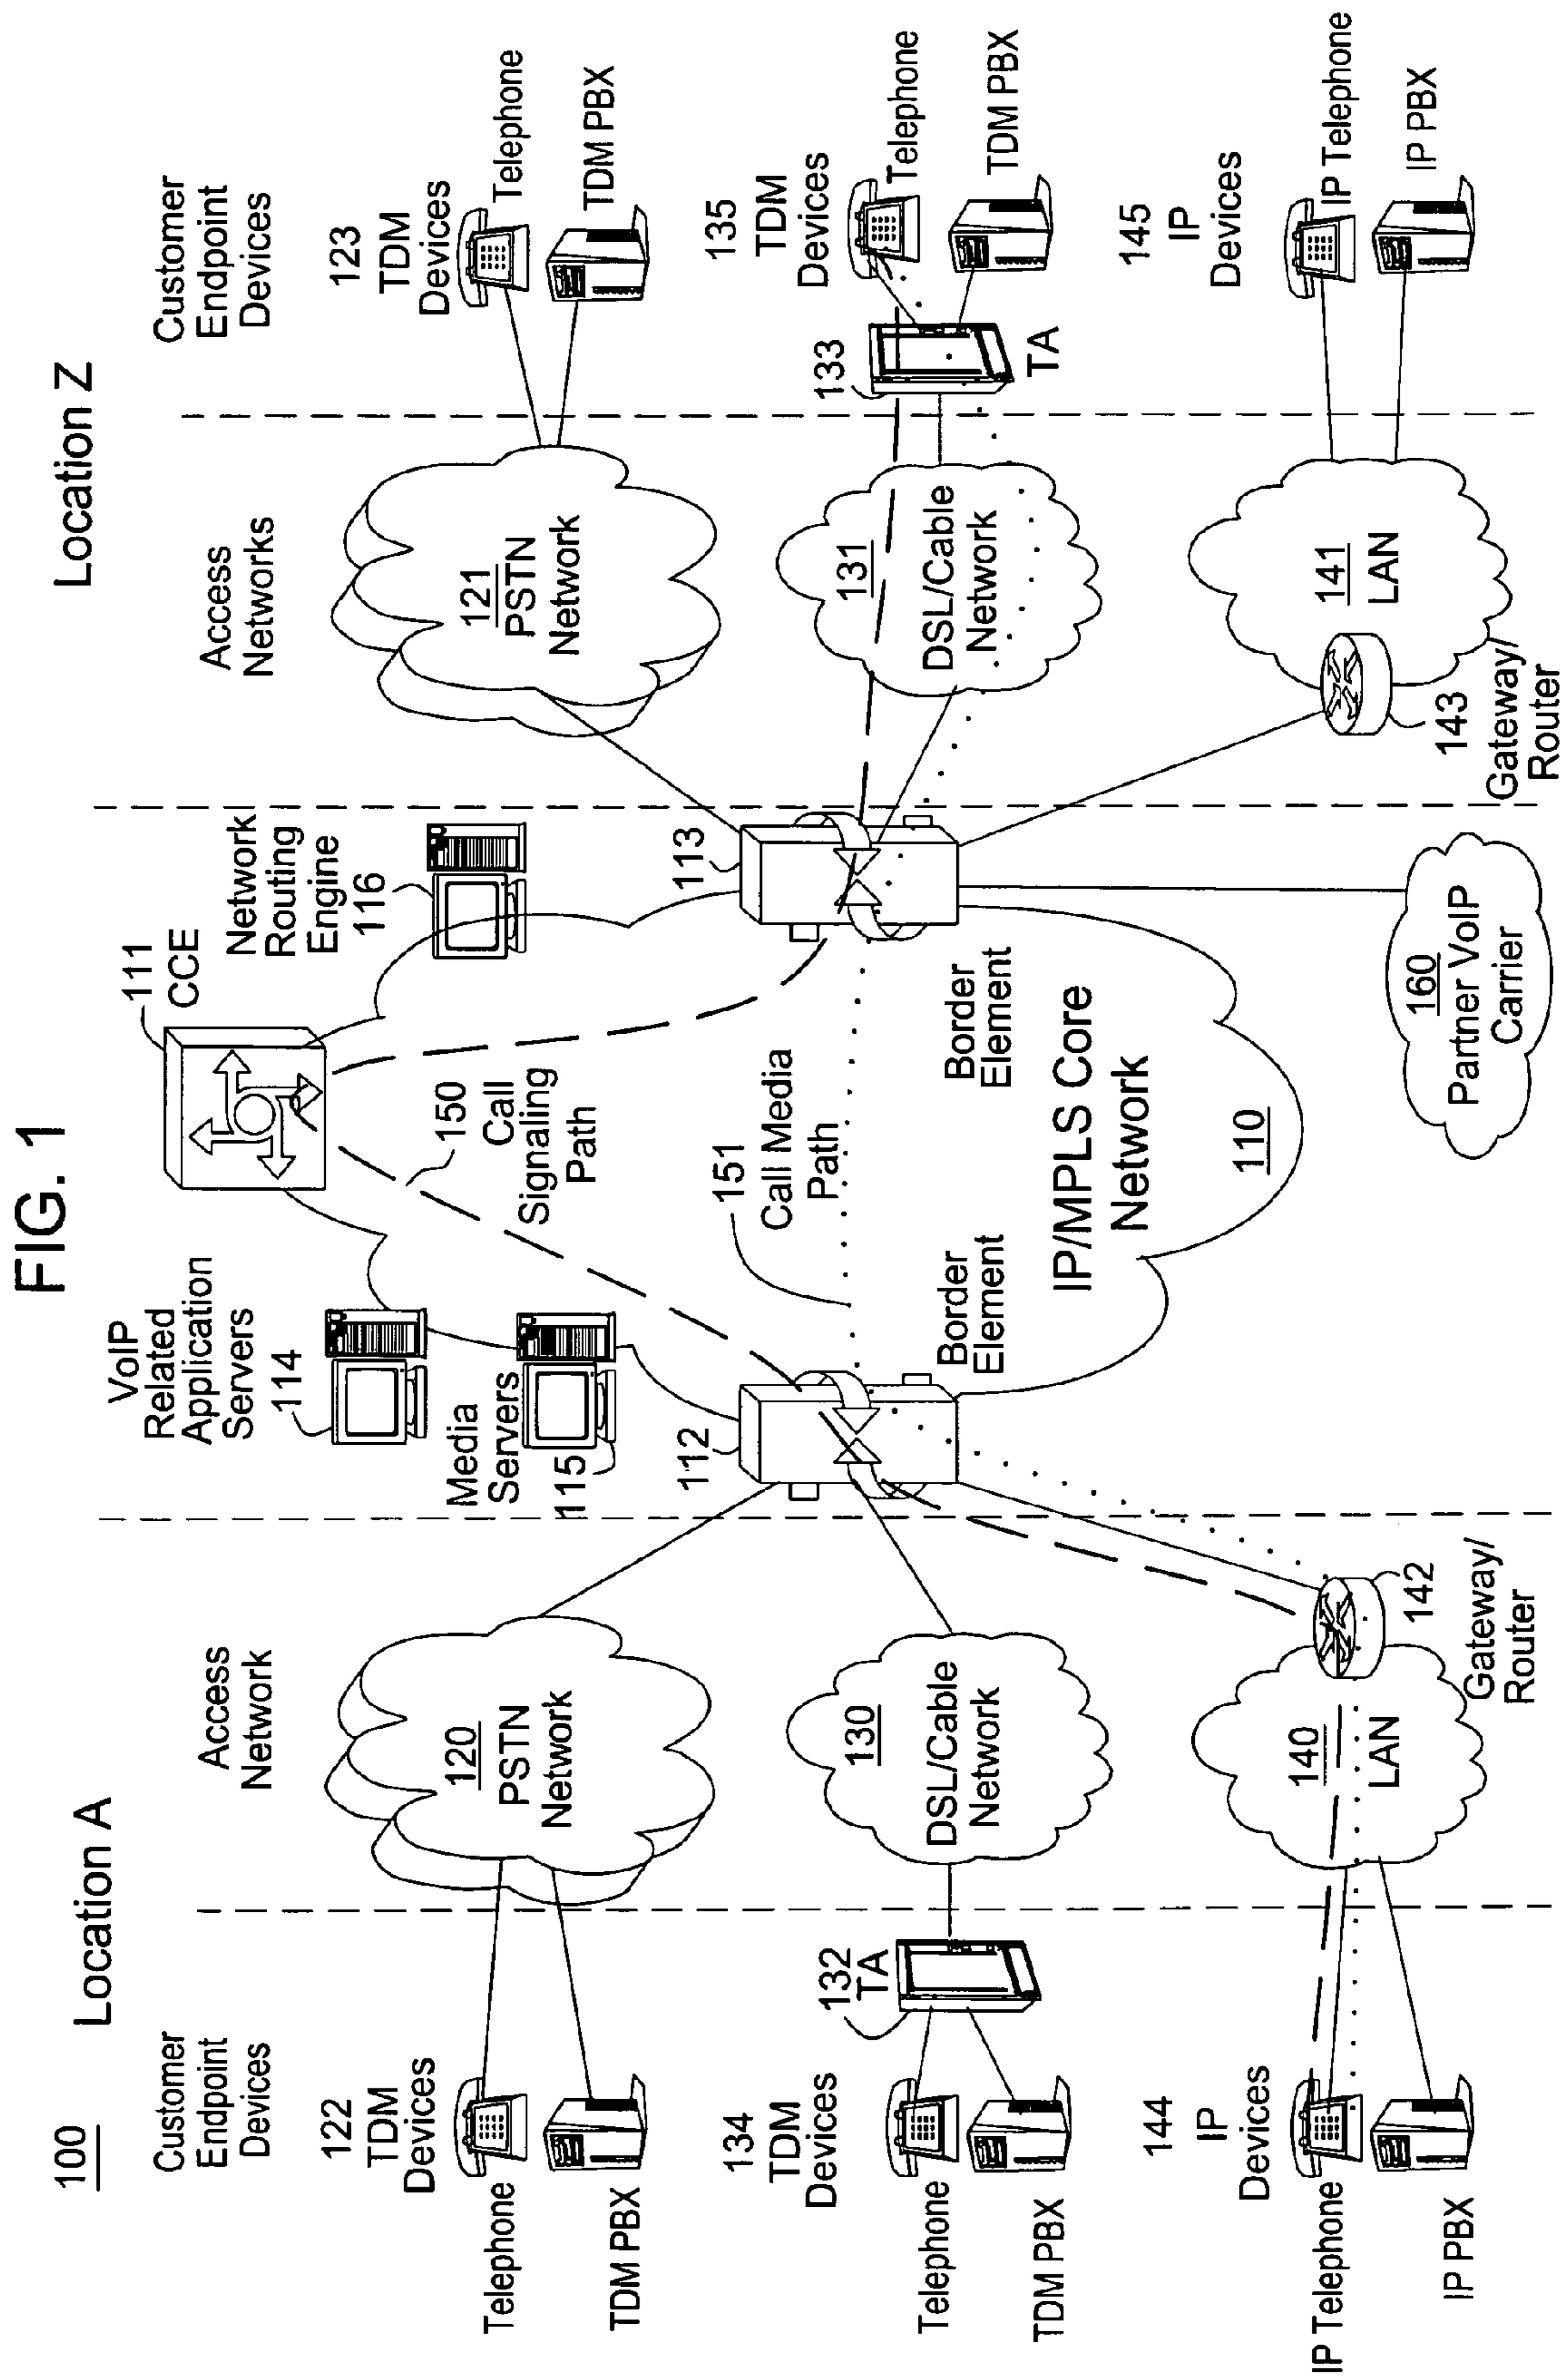 FIG. 1
100
Location A
Location Z
Customer
Endpoint
Devices
Access
Network
VoIP
Related
Application
Servers
114
Media
Servers
115
111
CCE
Network
Routing
Engine
116
Access
Networks
Customer
Endpoint
Devices
122
TDM
Devices
Telephone
TDM PBX
120
PSTN
Network
112
150
Call
Signaling
Path
151
Call Media
Path
113
121
PSTN
Network
123
TDM
Devices
Telephone
TDM PBX
134
TDM
Devices
Telephone
TDM PBX
132
TA
130
DSL/Cable
Network
Border
Element
Border
Element
IP/MPLS Core
Network
110
131
DSL/Cable
Network
133
TA
135
TDM
Devices
Telephone
TDM PBX
144
IP
Devices
IP Telephone
IP PBX
140
LAN
142
Gateway/
Router
160
Partner VoIP
Carrier
143
Gateway/
Router
141
LAN
145
IP
Devices
IP Telephone
IP PBX